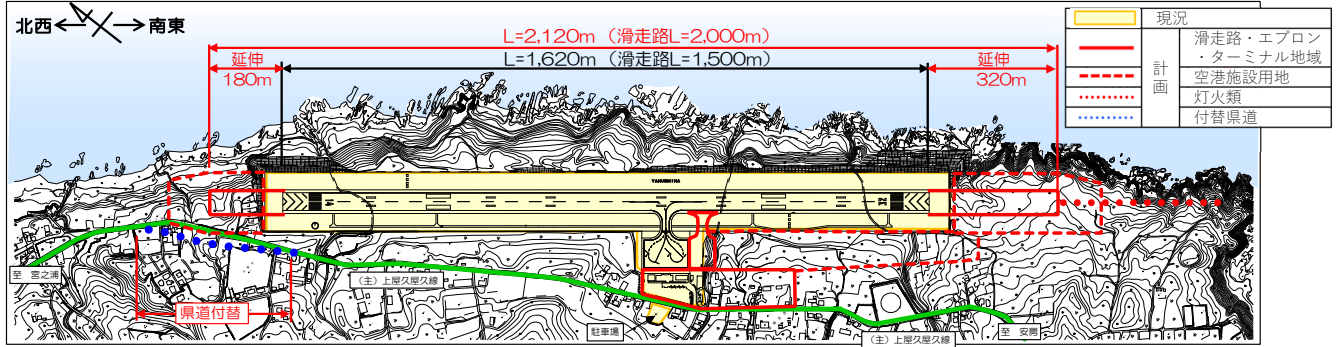 北西 南東
L=2,120m（滑走路L=2,000m）
延伸
180m
L=1,620m（滑走路L=1,500m）
延伸
320m
現況
計画
滑走路・エプロン
・ターミナル地域
空港施設用地
灯火類
付替県道
YAKUSHIMA
14
32
至 宮之浦
（主）上屋久屋久線
県道付替
駐車場
（主）上屋久屋久線
至 安房